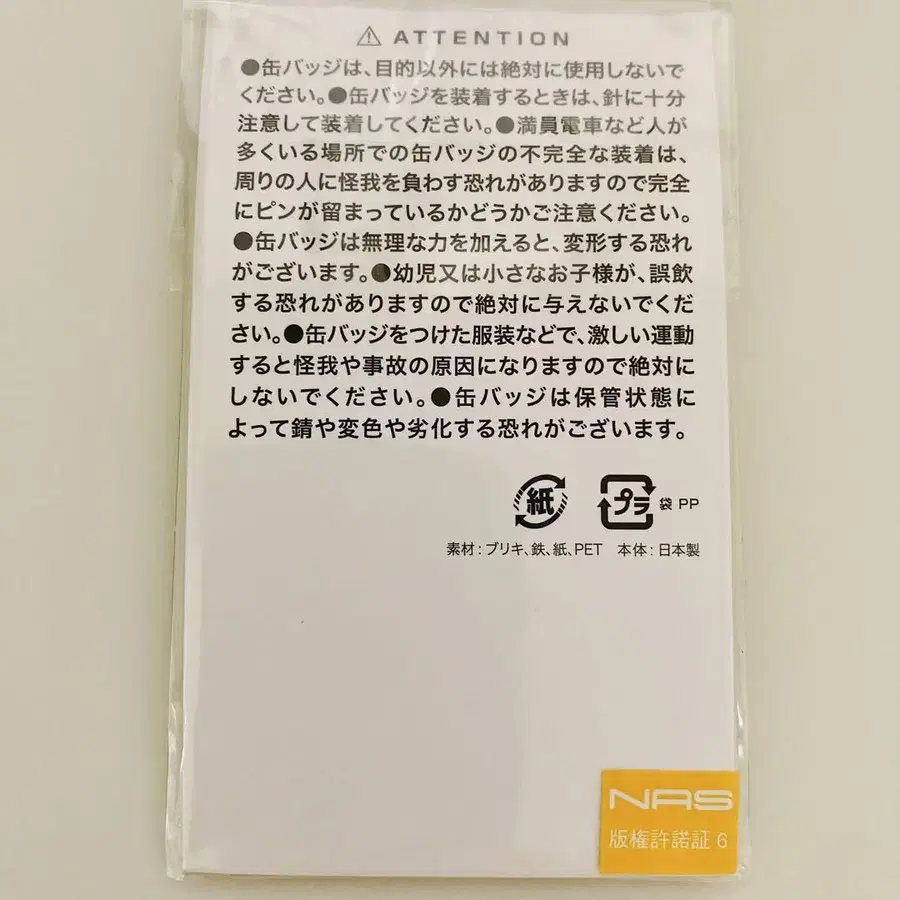 ⚠ ATTENTION
●缶バッジは、目的以外には絶対に使用しないで
ください。●缶バッジを装着するときは、針に十分
注意して装着してください。●満員電車など人が
多くいる場所での缶バッジの不完全な装着は、
周りの人に怪我を負わす恐れがありますので完全
にピンが留まっているかどうかご注意ください。
●缶バッジは無理な力を加えると、変形する恐れ
がございます。●幼児又は小さなお子様が、誤飲
する恐れがありますので絶対に与えないでくだ
さい。●缶バッジをつけた服装などで、激しい運動
すると怪我や事故の原因になりますので絶対に
しないでください。●缶バッジは保管状態に
よって錆や変色や劣化する恐れがございます。
紙 プラ 袋 PP
素材：ブリキ、鉄、紙、PET 本体：日本製
NAS
版権許諾証 6